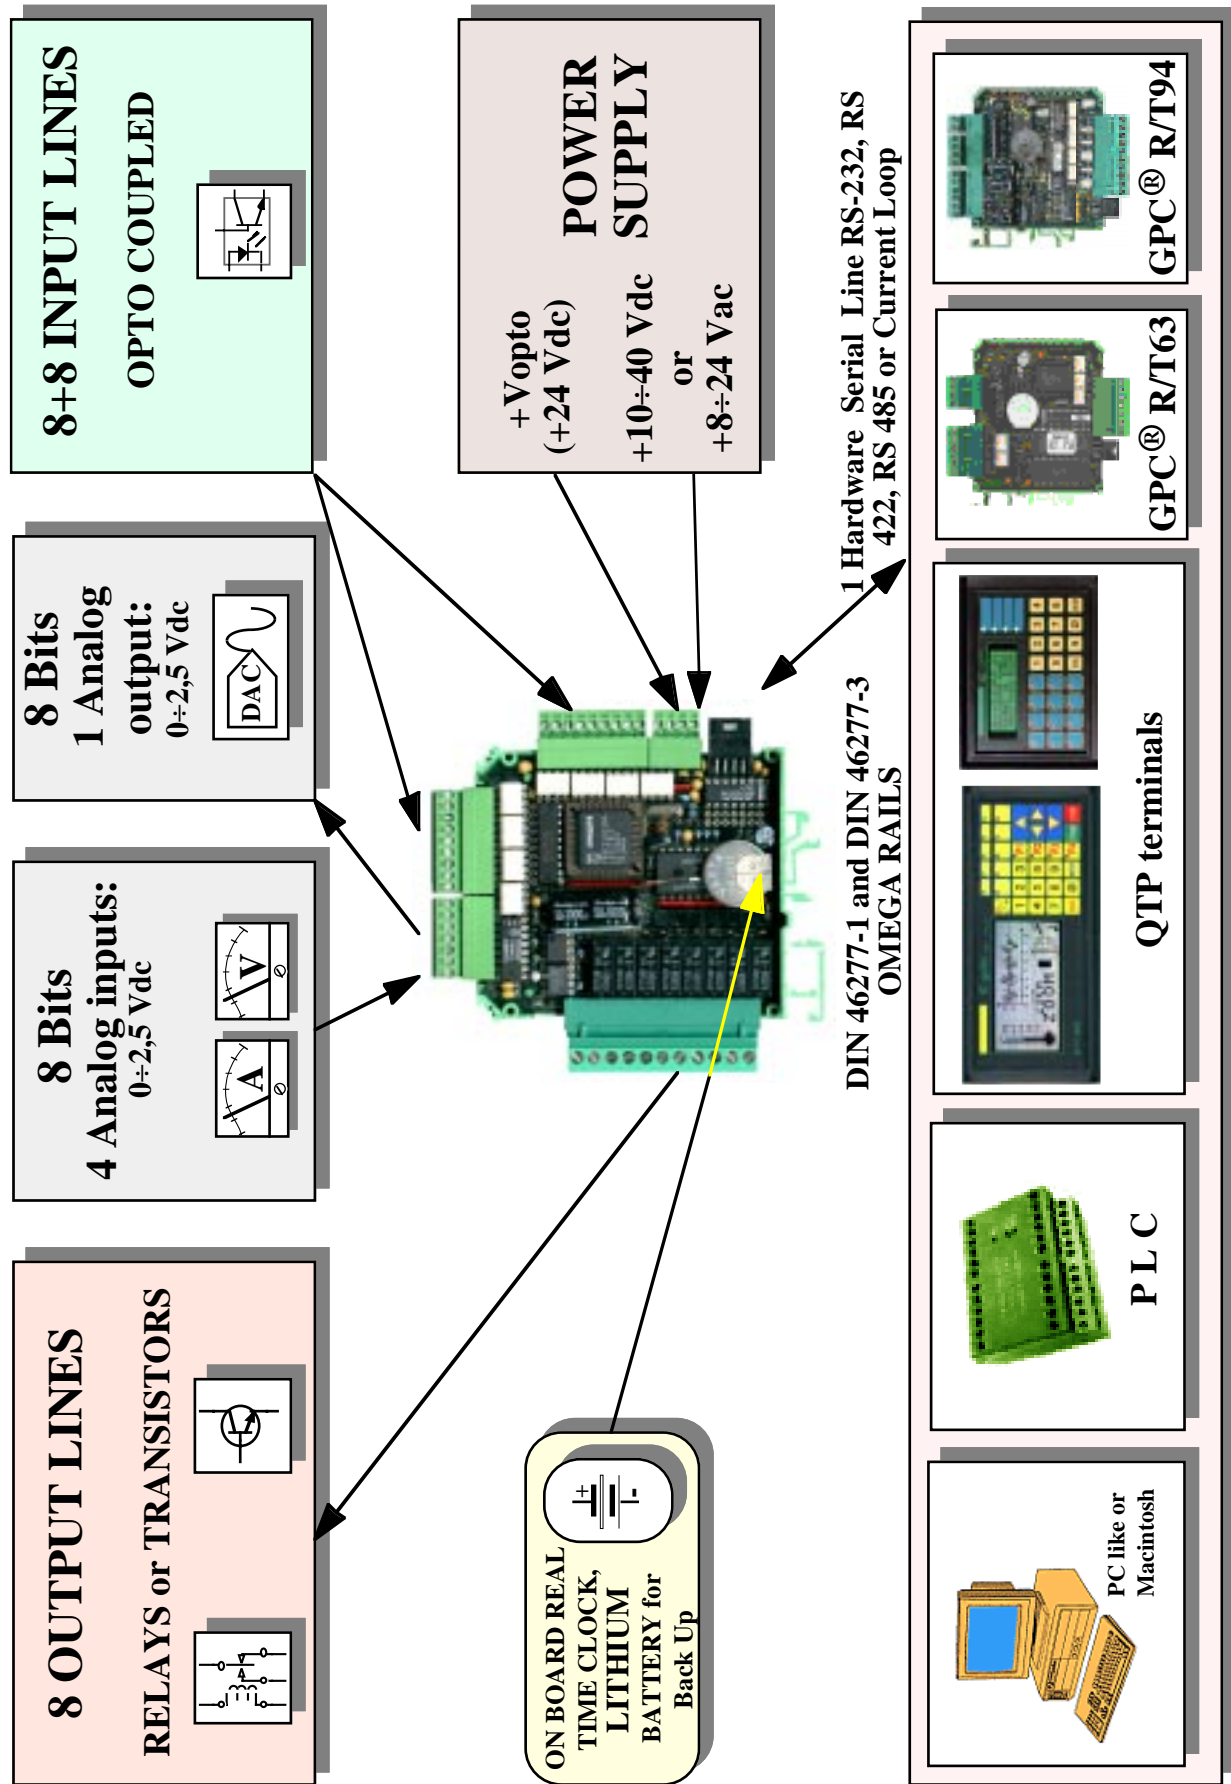 8 OUTPUT LINES
RELAYS or TRANSISTORS
8 Bits
4 Analog inputs:
0÷2,5 Vdc
A
V
8 Bits
1 Analog
output:
0÷2,5 Vdc
DAC
8+8 INPUT LINES
OPTO COUPLED
ON BOARD REAL
TIME CLOCK,
LITHIUM
BATTERY for
Back Up
+
-
+Vopto
(+24 Vdc)
+10÷40 Vdc
or
+8÷24 Vac
POWER
SUPPLY
DIN 46277-1 and DIN 46277-3
OMEGA RAILS
1 Hardware Serial Line RS-232, RS
422, RS 485 or Current Loop
PC like or
Macintosh
P L C
ZOOM
QTP terminals
GPC® R/T63
GPC® R/T94